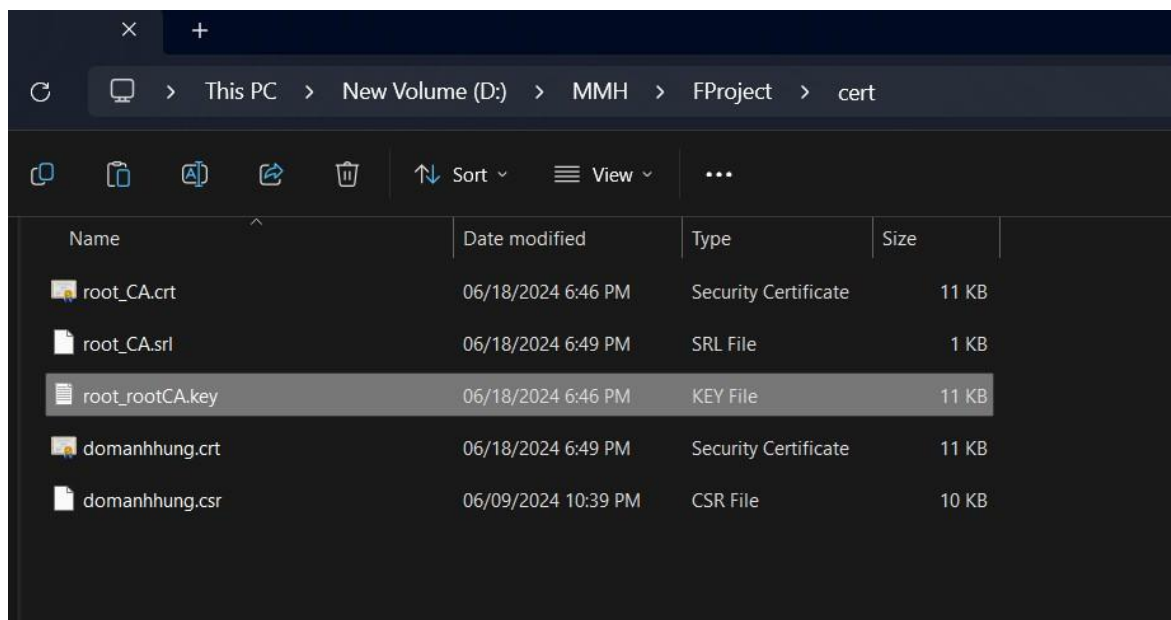 This PC > New Volume (D:) > MMH > FProject > cert
Sort View
Name Date modified Type Size
root_CA.crt 06/18/2024 6:46 PM Security Certificate 11 KB
root_CA.srl 06/18/2024 6:49 PM SRL File 1 KB
root_rootCA.key 06/18/2024 6:46 PM KEY File 11 KB
domanhhung.crt 06/18/2024 6:49 PM Security Certificate 11 KB
domanhhung.csr 06/09/2024 10:39 PM CSR File 10 KB